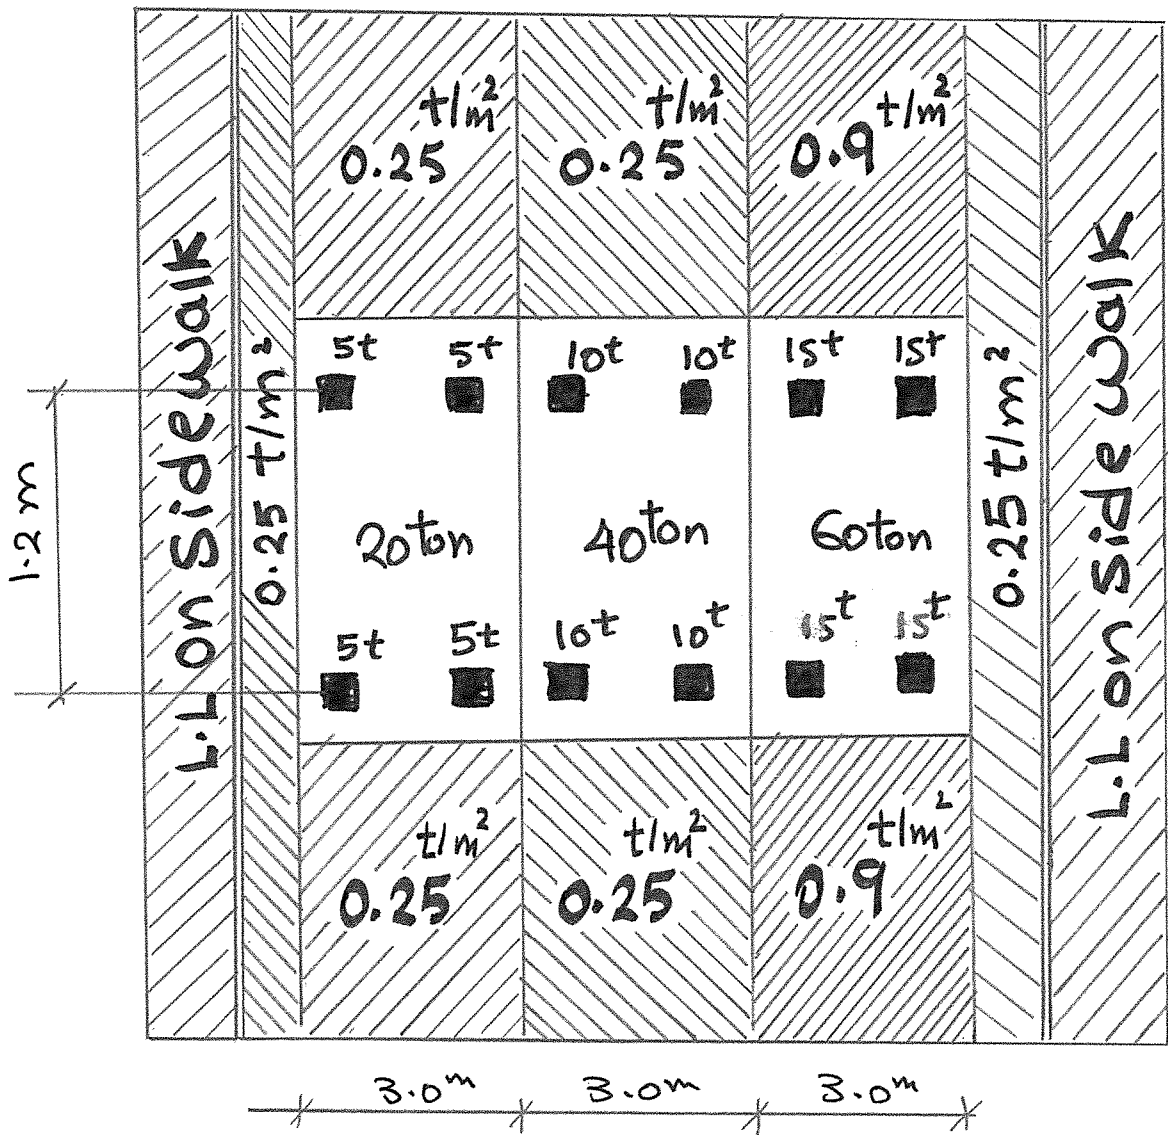 t/m² t/m² t/m²
0.25 0.25 0.9
5t 5t 10t 10t 15t 15t
L.L on Side walk
0.25 t/m²
1.2 m
20ton 40ton 60ton
0.25 t/m²
L.L on Side walk
5t 5t 10t 10t 15t 15t
t/m² t/m² t/m²
0.25 0.25 0.9
3.0m 3.0m 3.0m